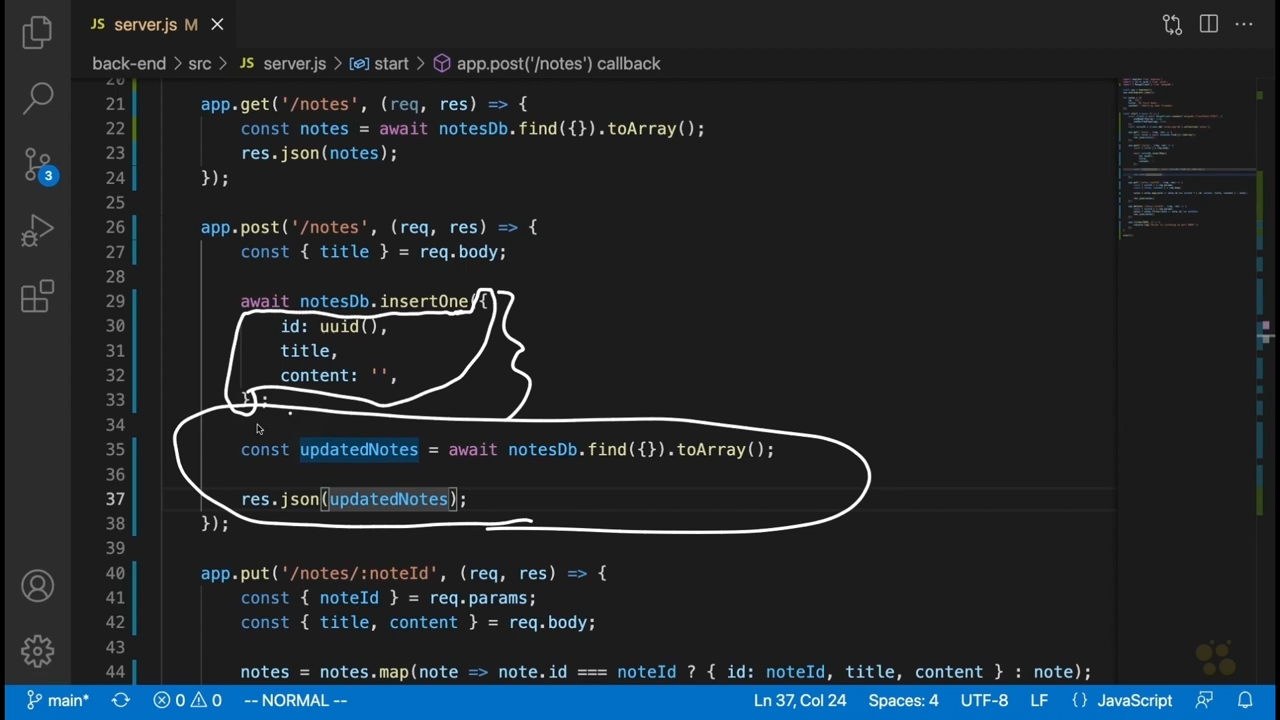 JS server.js M
back-end > src > JS server.js > start > app.post('/notes') callback
20
21 app.get('/notes', (req, res) => {
22 const notes = await notesDb.find({}).toArray();
23 res.json(notes);
24 });
25
26 app.post('/notes', (req, res) => {
27 const { title } = req.body;
28
29 await notesDb.insertOne({
30 id: uuid(),
31 title,
32 content: '',
33 });
34
35 const updatedNotes = await notesDb.find({}).toArray();
36
37 res.json(updatedNotes);
38 });
39
40 app.put('/notes/:noteId', (req, res) => {
41 const { noteId } = req.params;
42 const { title, content } = req.body;
43
44 notes = notes.map(note => note.id === noteId ? { id: noteId, title, content } : note);
3
main* 0 0 -- NORMAL -- Ln 37, Col 24 Spaces: 4 UTF-8 LF {} JavaScript